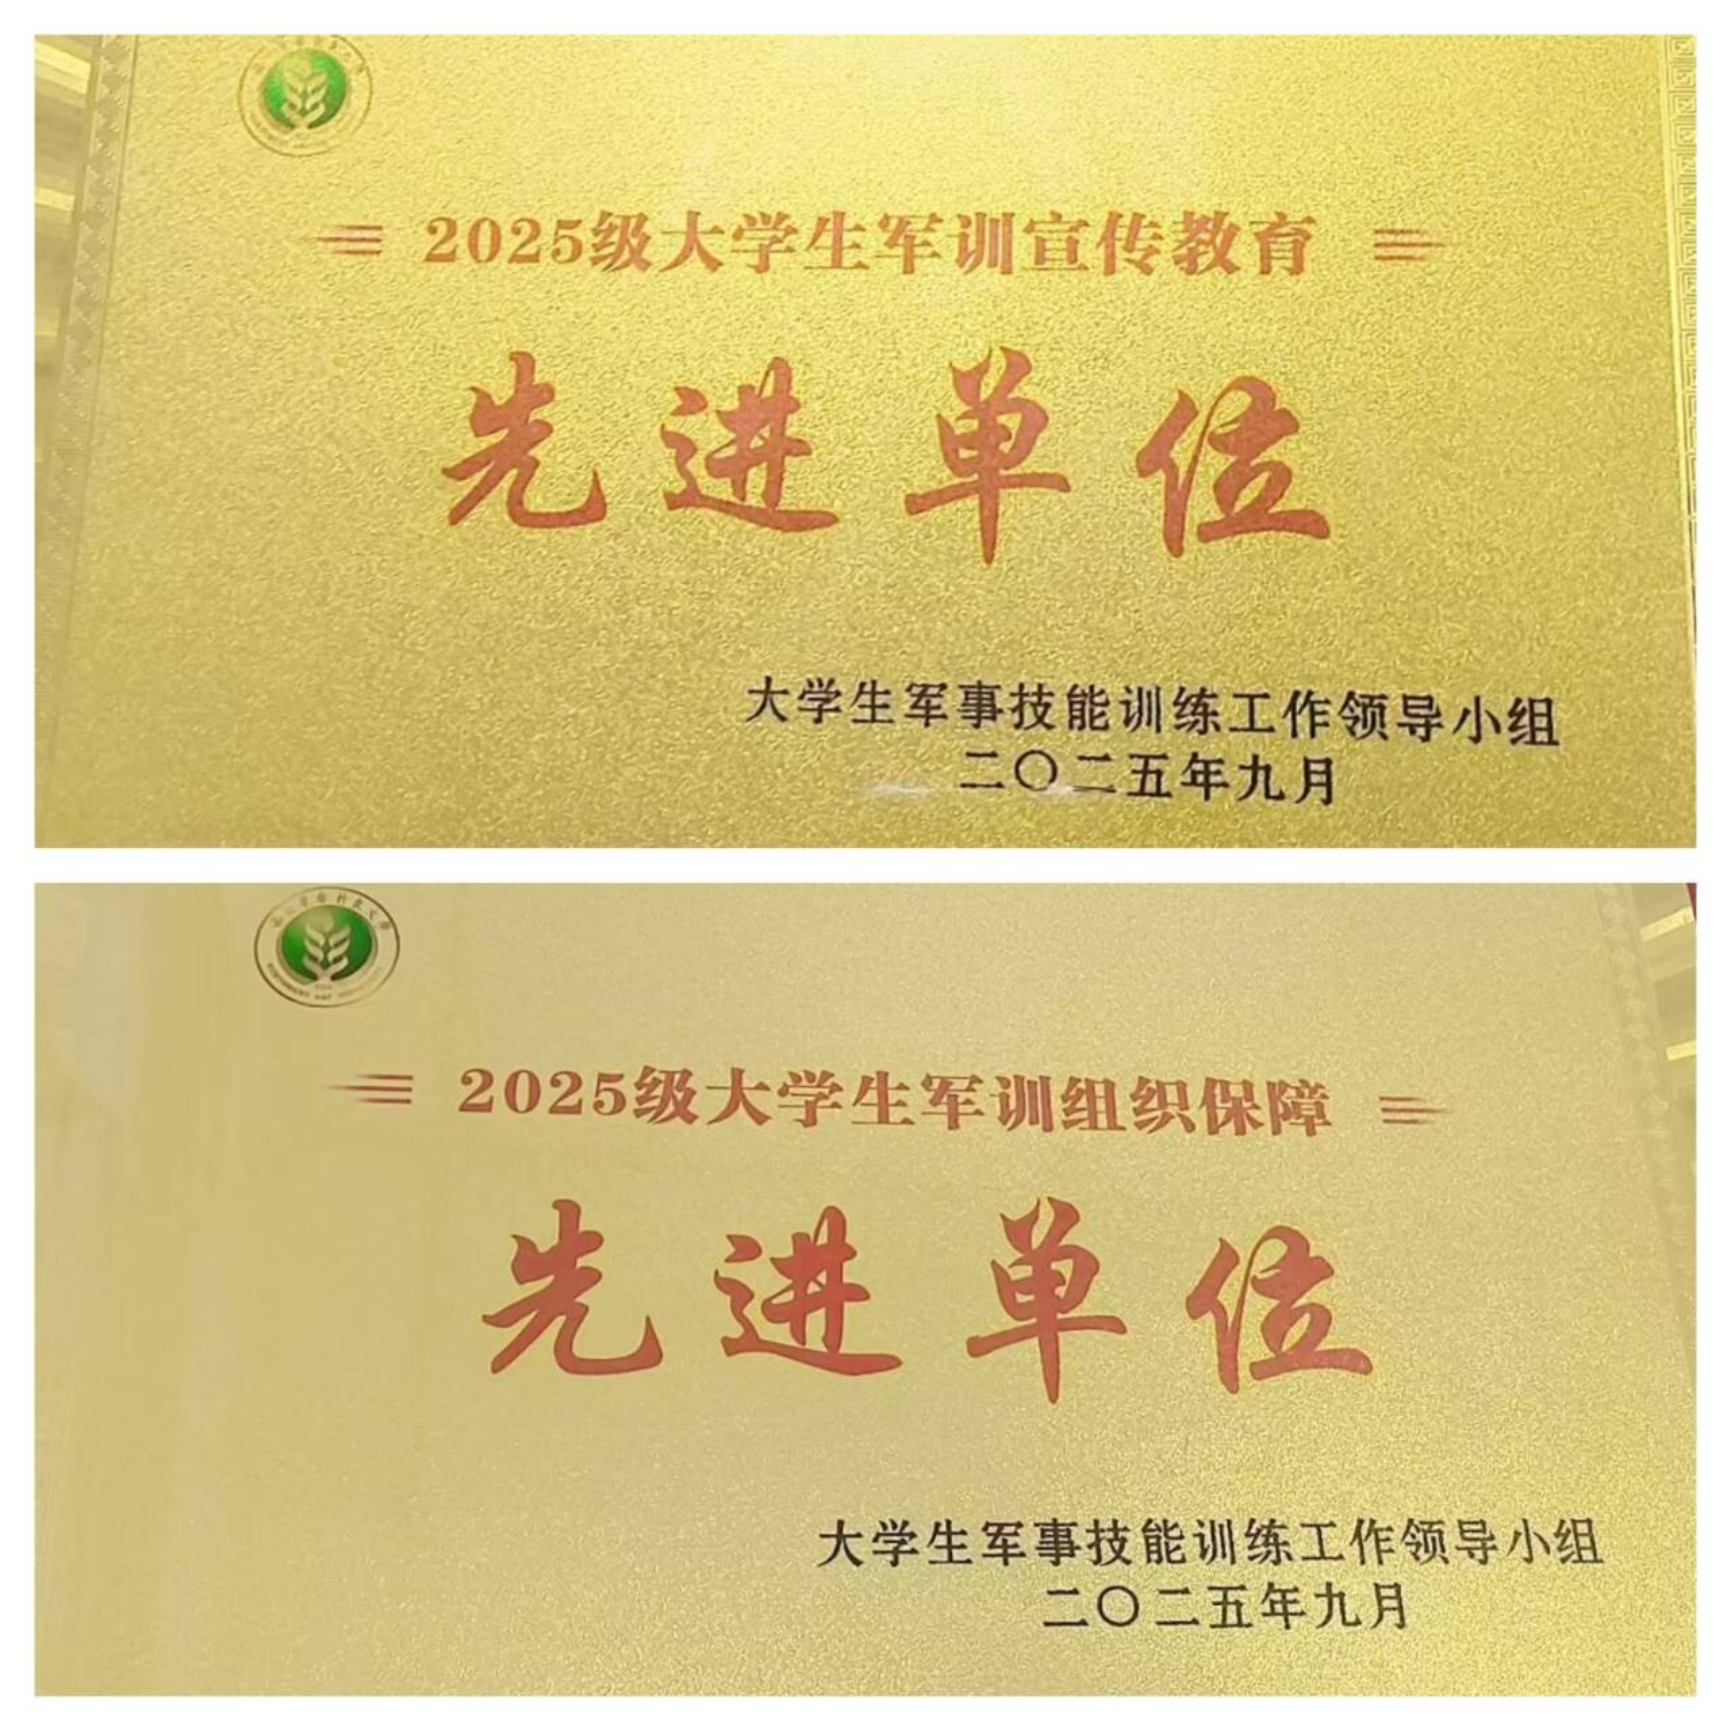 2025级大学生军训宣传教育
先进单位
大学生军事技能训练工作领导小组
二〇二五年九月
2025级大学生军训组织保障
先进单位
大学生军事技能训练工作领导小组
二〇二五年九月